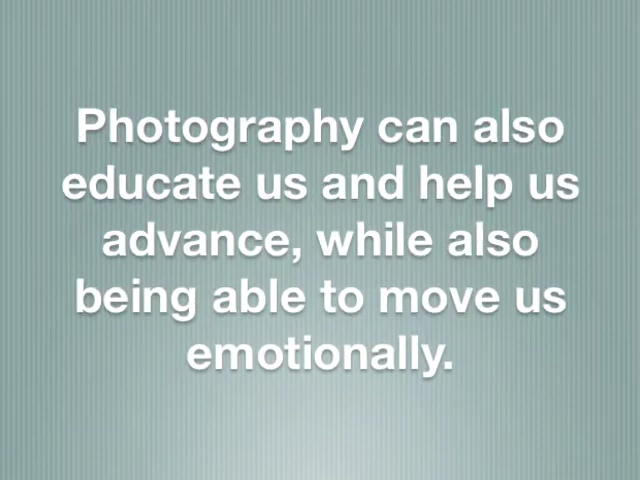 Photography can also
educate us and help us
advance, while also
being able to move us
emotionally.